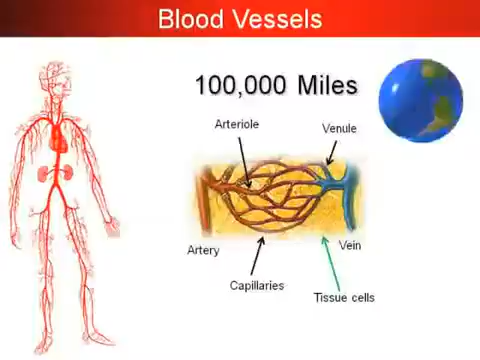 Blood Vessels
100,000 Miles
Arteriole
Venule
Artery
Vein
Capillaries
Tissue cells